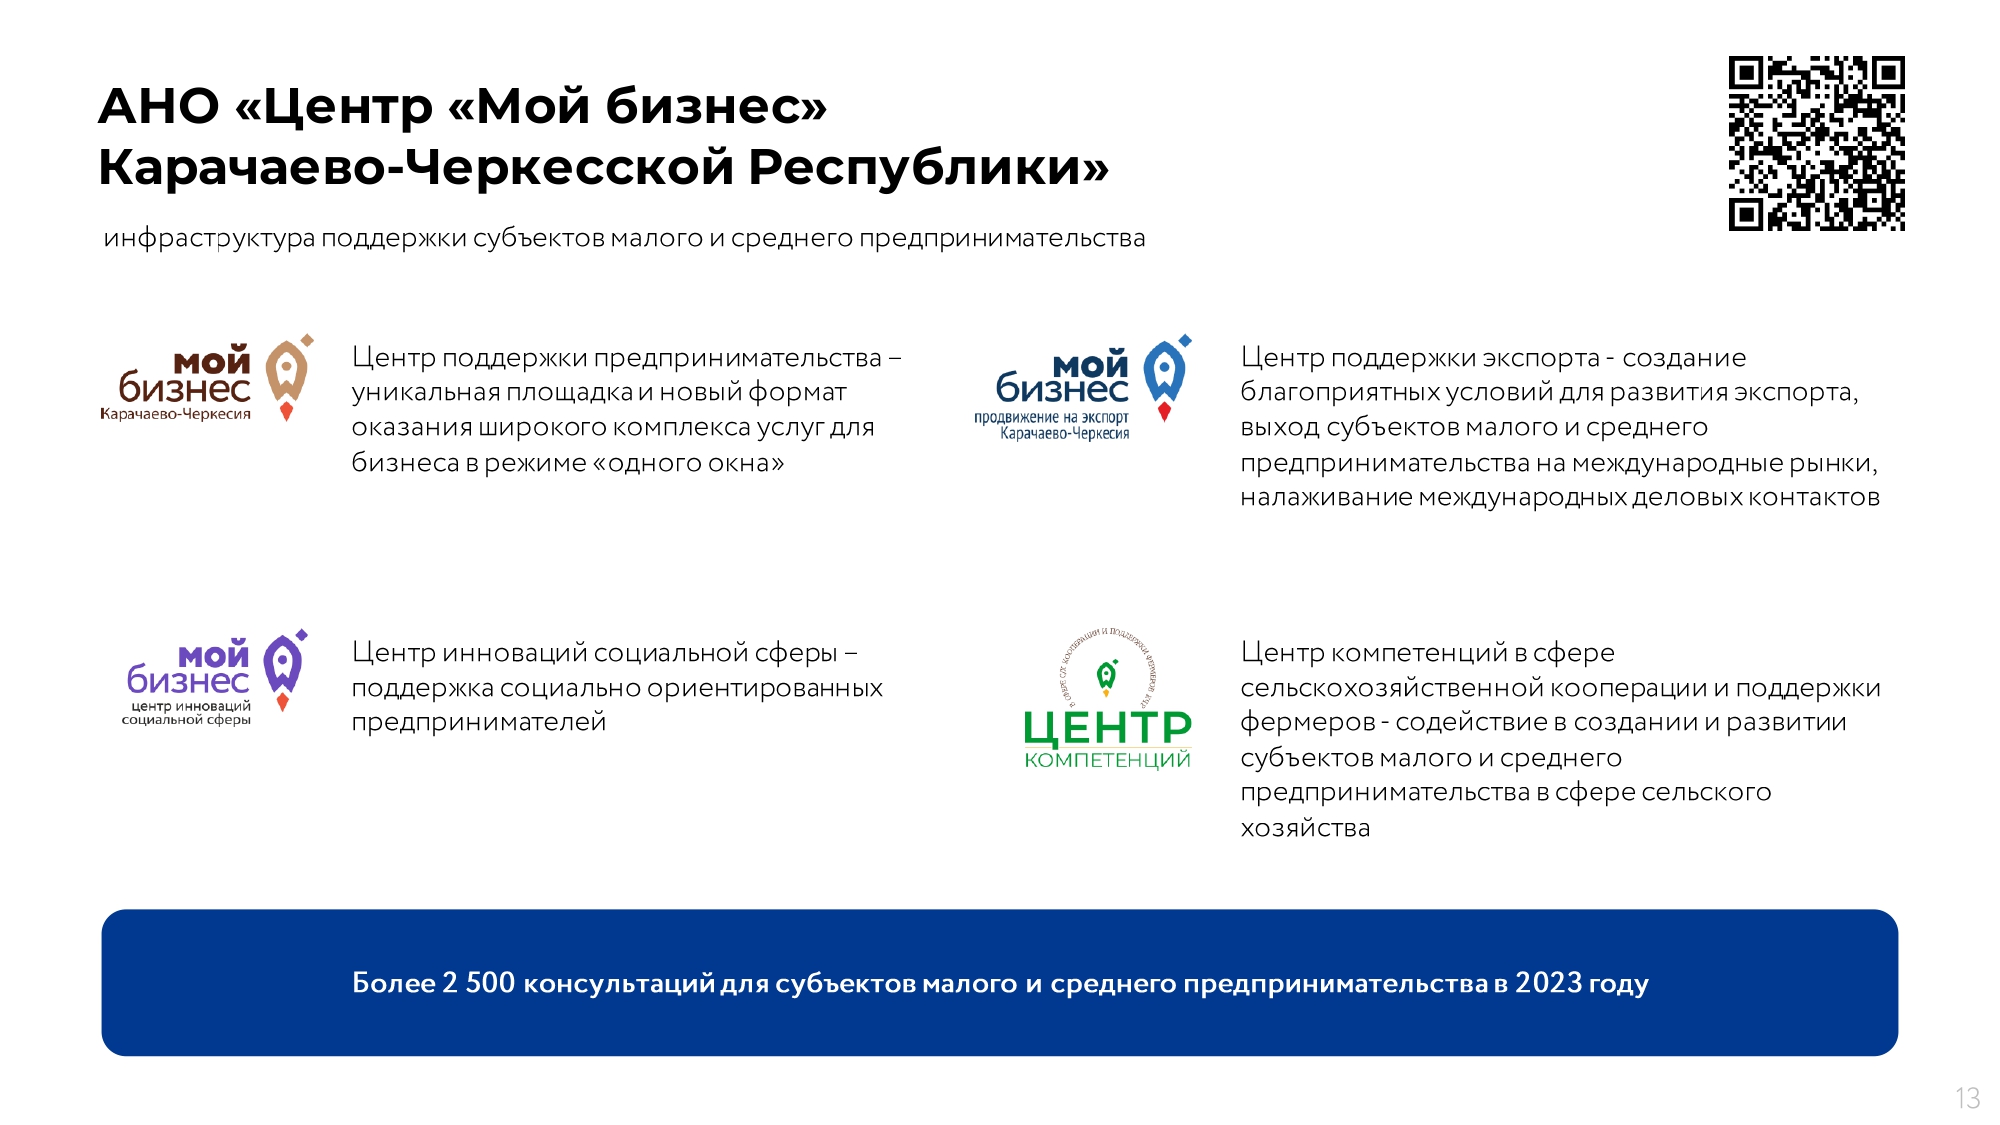 АНО «Центр «Мой бизнес»
Карачаево-Черкесской Республики»
инфраструктура поддержки субъектов малого и среднего предпринимательства
мой
бизнес
Карачаево-Черкесия
Центр поддержки предпринимательства –
уникальная площадка и новый формат
оказания широкого комплекса услуг для
бизнеса в режиме «одного окна»
мой
бизнес
продвижение на экспорт
Карачаево-Черкесия
Центр поддержки экспорта - создание
благоприятных условий для развития экспорта,
выход субъектов малого и среднего
предпринимательства на международные рынки,
налаживание международных деловых контактов
мой
бизнес
центр инноваций
социальной сферы
Центр инноваций социальной сферы –
поддержка социально ориентированных
предпринимателей
В СФЕРЕ С/Х КООПЕРАЦИИ И ПОДДЕРЖКИ ФЕРМЕРОВ КЧР
ЦЕНТР
КОМПЕТЕНЦИЙ
Центр компетенций в сфере
сельскохозяйственной кооперации и поддержки
фермеров - содействие в создании и развитии
субъектов малого и среднего
предпринимательства в сфере сельского
хозяйства
Более 2 500 консультаций для субъектов малого и среднего предпринимательства в 2023 году
13